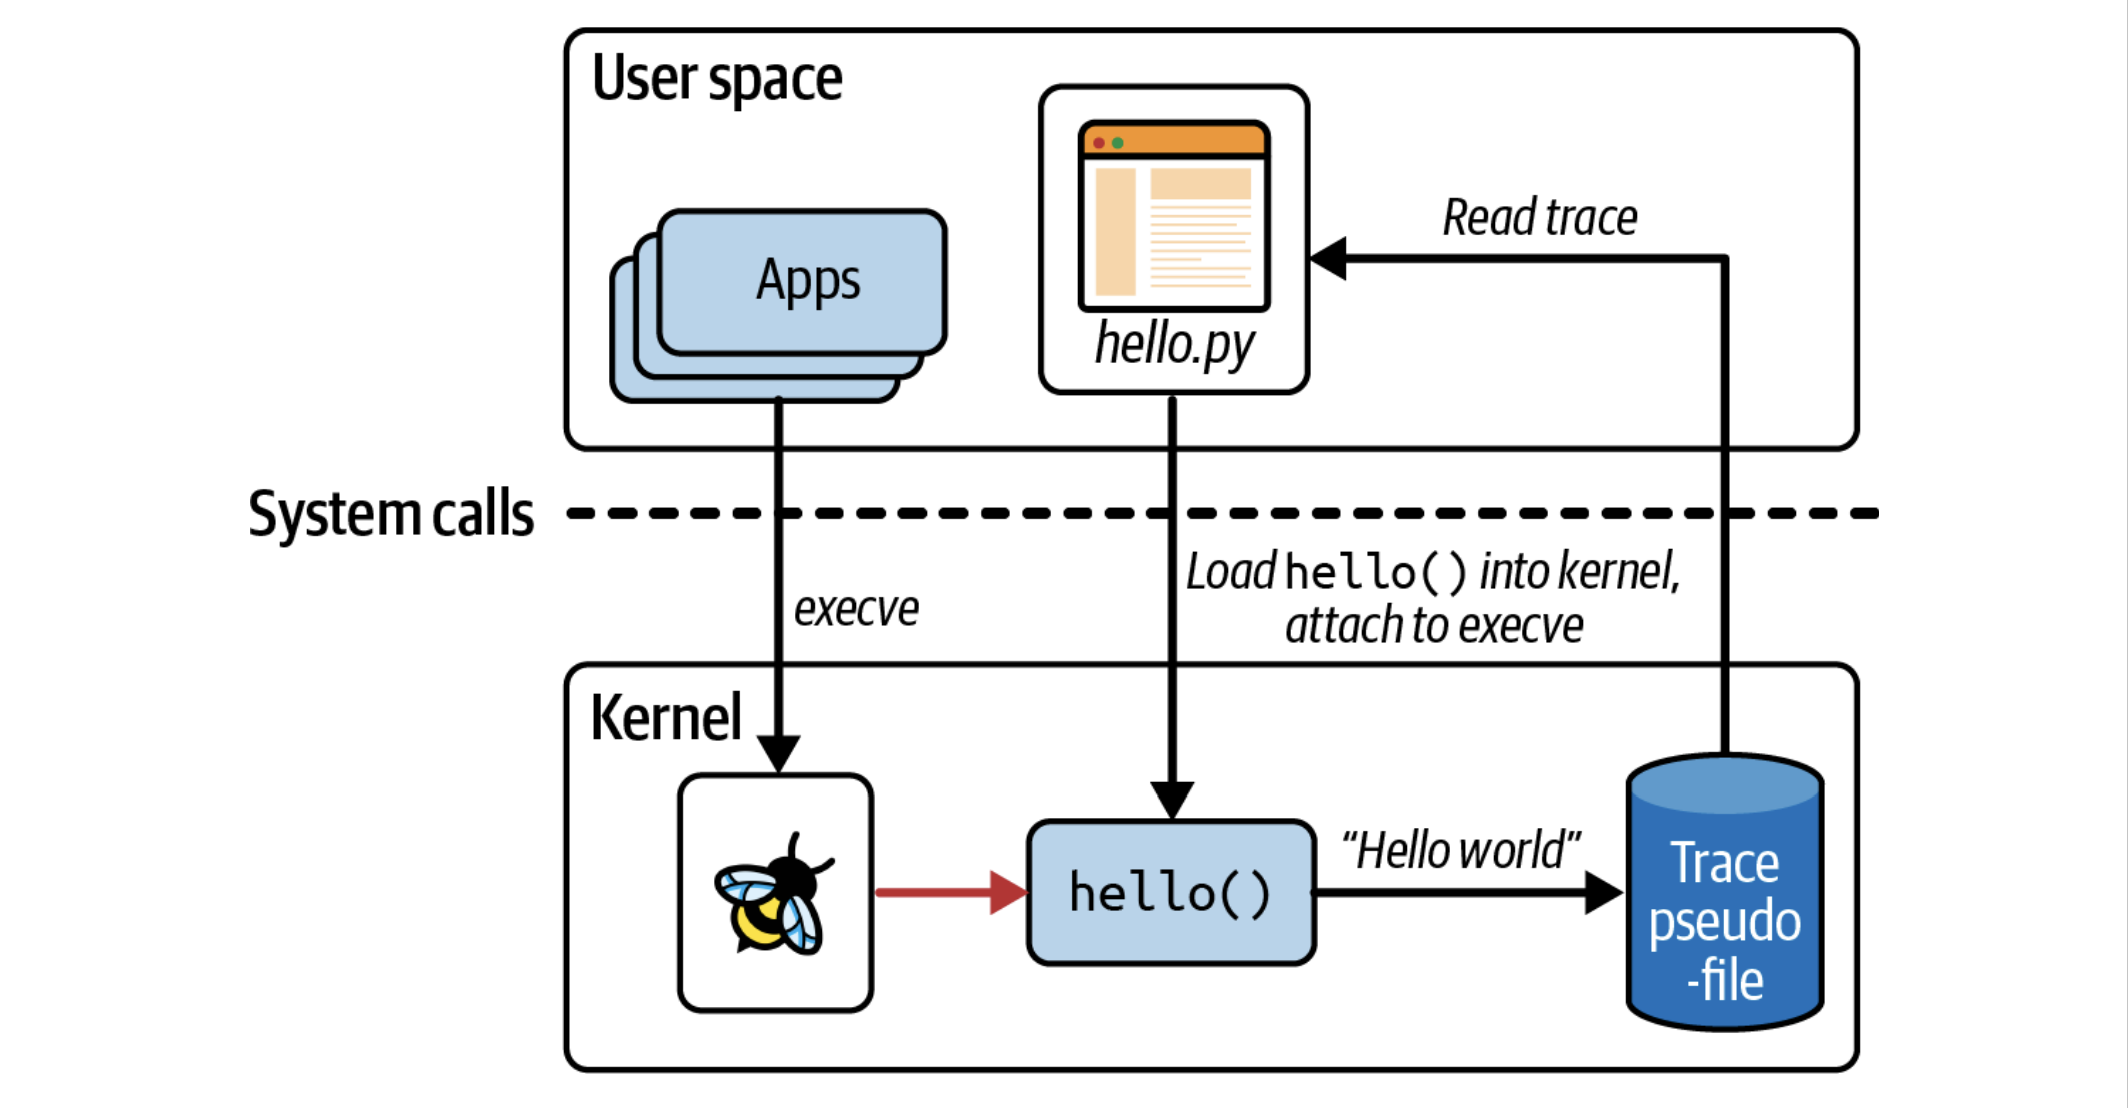 User space
Apps
hello.py
Read trace
System calls
execve
Load hello() into kernel,
attach to execve
Kernel
hello()
“Hello world”
Trace
pseudo
-file